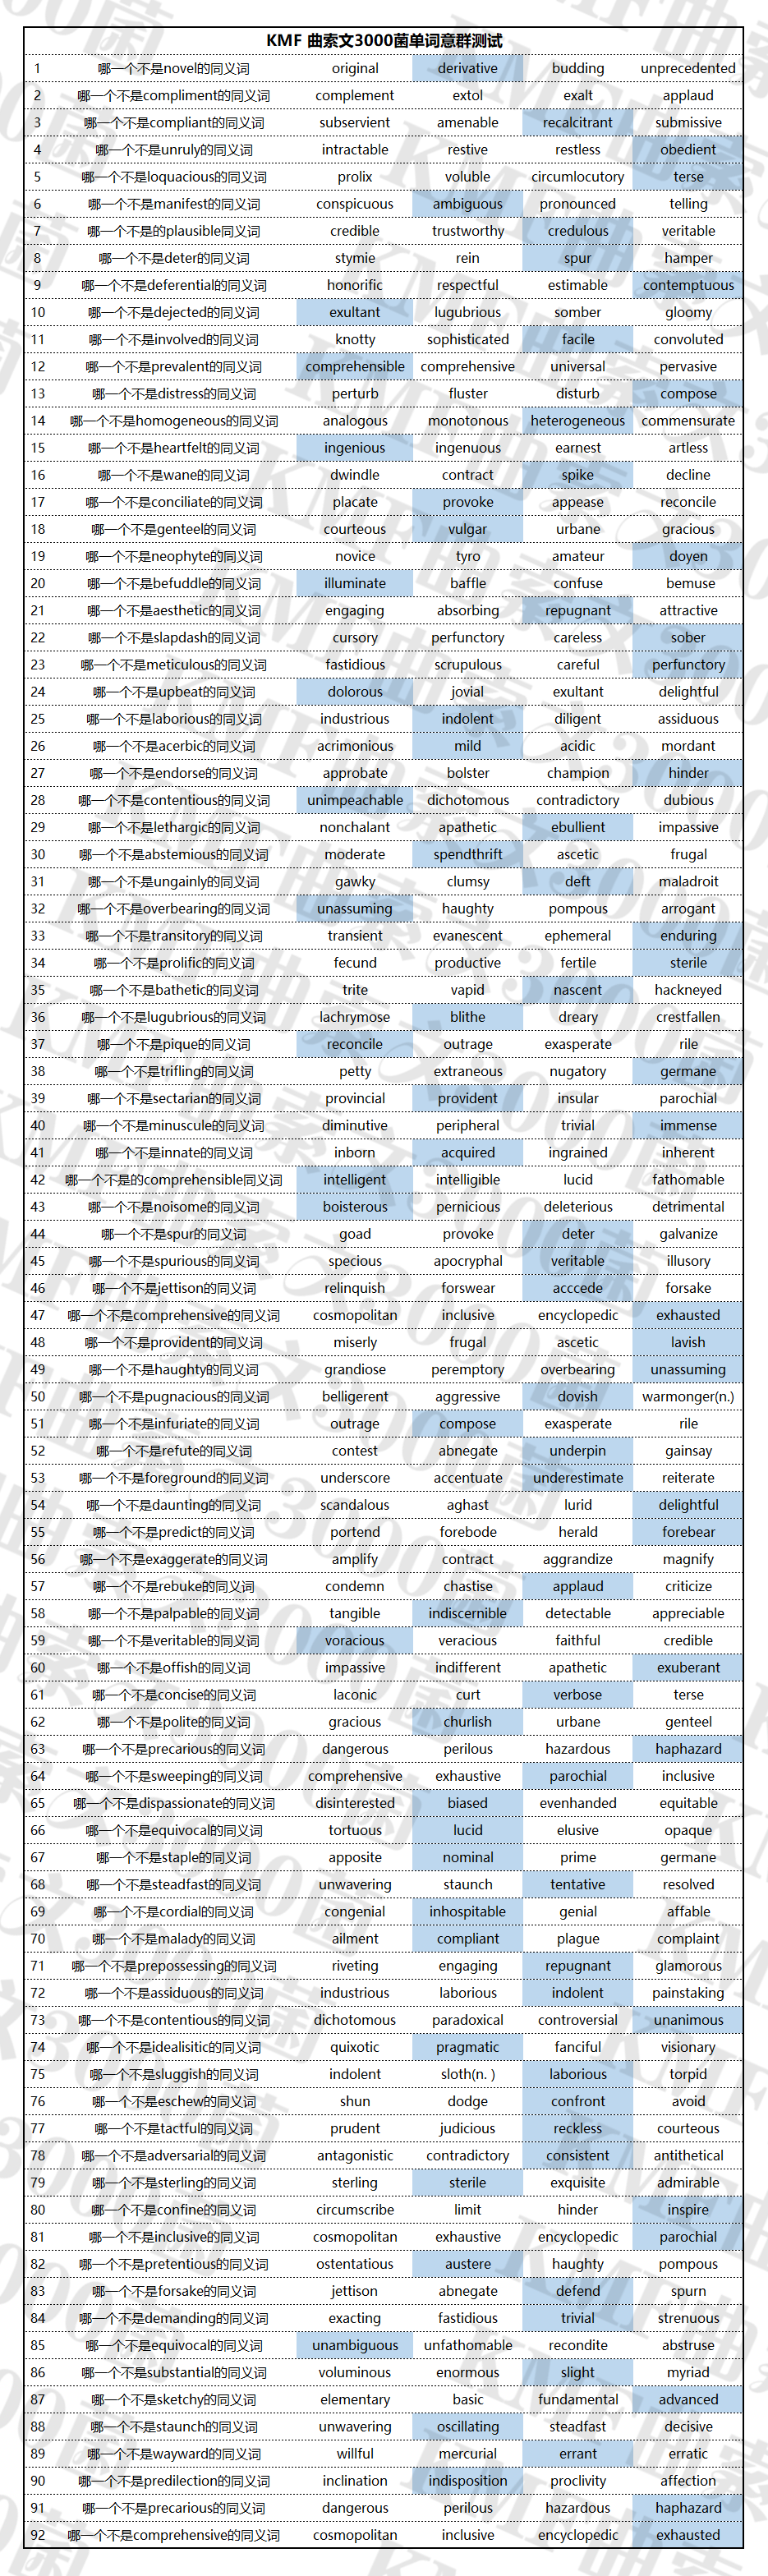 KMF 曲索文3000菌单词意群测试
1 哪一个不是novel的同义词 original derivative budding unprecedented
2 哪一个不是compliment的同义词 complement extol exalt applaud
3 哪一个不是compliant的同义词 subservient amenable recalcitrant submissive
4 哪一个不是unruly的同义词 intractable restive restless obedient
5 哪一个不是loquacious的同义词 prolix voluble circumlocutory terse
6 哪一个不是manifest的同义词 conspicuous ambiguous pronounced telling
7 哪一个不是的plausible同义词 credible trustworthy credulous veritable
8 哪一个不是deter的同义词 stymie rein spur hamper
9 哪一个不是deferential的同义词 honorific respectful estimable contemptuous
10 哪一个不是dejected的同义词 exultant lugubrious somber gloomy
11 哪一个不是involved的同义词 knotty sophisticated facile convoluted
12 哪一个不是prevalent的同义词 comprehensible comprehensive universal pervasive
13 哪一个不是distress的同义词 perturb fluster disturb compose
14 哪一个不是homogeneous的同义词 analogous monotonous heterogeneous commensurate
15 哪一个不是heartfelt的同义词 ingenious ingenuous earnest artless
16 哪一个不是wane的同义词 dwindle contract spike decline
17 哪一个不是conciliate的同义词 placate provoke appease reconcile
18 哪一个不是genteel的同义词 courteous vulgar urbane gracious
19 哪一个不是neophyte的同义词 novice tyro amateur doyen
20 哪一个不是befuddle的同义词 illuminate baffle confuse bemuse
21 哪一个不是aesthetic的同义词 engaging absorbing repugnant attractive
22 哪一个不是slapdash的同义词 cursory perfunctory careless sober
23 哪一个不是meticulous的同义词 fastidious scrupulous careful perfunctory
24 哪一个不是upbeat的同义词 dolorous jovial exultant delightful
25 哪一个不是laborious的同义词 industrious indolent diligent assiduous
26 哪一个不是acerbic的同义词 acrimonious mild acidic mordant
27 哪一个不是endorse的同义词 approbate bolster champion hinder
28 哪一个不是contentious的同义词 unimpeachable dichotomous contradictory dubious
29 哪一个不是lethargic的同义词 nonchalant apathetic ebullient impassive
30 哪一个不是abstemious的同义词 moderate spendthrift ascetic frugal
31 哪一个不是ungainly的同义词 gawky clumsy deft maladroit
32 哪一个不是overbearing的同义词 unassuming haughty pompous arrogant
33 哪一个不是transitory的同义词 transient evanescent ephemeral enduring
34 哪一个不是prolific的同义词 fecund productive fertile sterile
35 哪一个不是bathetic的同义词 trite vapid nascent hackneyed
36 哪一个不是lugubrious的同义词 lachrymose blithe dreary crestfallen
37 哪一个不是pique的同义词 reconcile outrage exasperate rile
38 哪一个不是trifling的同义词 petty extraneous nugatory germane
39 哪一个不是sectarian的同义词 provincial provident insular parochial
40 哪一个不是minuscule的同义词 diminutive peripheral trivial immense
41 哪一个不是innate的同义词 inborn acquired ingrained inherent
42 哪一个不是的comprehensible同义词 intelligent intelligible lucid fathomable
43 哪一个不是noisome的同义词 boisterous pernicious deleterious detrimental
44 哪一个不是spur的同义词 goad provoke deter galvanize
45 哪一个不是spurious的同义词 specious apocryphal veritable illusory
46 哪一个不是jettison的同义词 relinquish forswear acccede forsake
47 哪一个不是comprehensive的同义词 cosmopolitan inclusive encyclopedic exhausted
48 哪一个不是provident的同义词 miserly frugal ascetic lavish
49 哪一个不是haughty的同义词 grandiose peremptory overbearing unassuming
50 哪一个不是pugnacious的同义词 belligerent aggressive dovish warmonger(n.)
51 哪一个不是infuriate的同义词 outrage compose exasperate rile
52 哪一个不是refute的同义词 contest abnegate underpin gainsay
53 哪一个不是foreground的同义词 underscore accentuate underestimate reiterate
54 哪一个不是daunting的同义词 scandalous aghast lurid delightful
55 哪一个不是predict的同义词 portend forebode herald forebear
56 哪一个不是exaggerate的同义词 amplify contract aggrandize magnify
57 哪一个不是rebuke的同义词 condemn chastise applaud criticize
58 哪一个不是palpable的同义词 tangible indiscernible detectable appreciable
59 哪一个不是veritable的同义词 voracious veracious faithful credible
60 哪一个不是offish的同义词 impassive indifferent apathetic exuberant
61 哪一个不是concise的同义词 laconic curt verbose terse
62 哪一个不是polite的同义词 gracious churlish urbane genteel
63 哪一个不是precarious的同义词 dangerous perilous hazardous haphazard
64 哪一个不是sweeping的同义词 comprehensive exhaustive parochial inclusive
65 哪一个不是dispassionate的同义词 disinterested biased evenhanded equitable
66 哪一个不是equivocal的同义词 tortuous lucid elusive opaque
67 哪一个不是staple的同义词 apposite nominal prime germane
68 哪一个不是steadfast的同义词 unwavering staunch tentative resolved
69 哪一个不是cordial的同义词 congenial inhospitable genial affable
70 哪一个不是malady的同义词 ailment compliant plague complaint
71 哪一个不是prepossessing的同义词 riveting engaging repugnant glamorous
72 哪一个不是assiduous的同义词 industrious laborious indolent painstaking
73 哪一个不是contentious的同义词 dichotomous paradoxical controversial unanimous
74 哪一个不是idealisitic的同义词 quixotic pragmatic fanciful visionary
75 哪一个不是sluggish的同义词 indolent sloth(n. ) laborious torpid
76 哪一个不是eschew的同义词 shun dodge confront avoid
77 哪一个不是tactful的同义词 prudent judicious reckless courteous
78 哪一个不是adversarial的同义词 antagonistic contradictory consistent antithetical
79 哪一个不是sterling的同义词 sterling sterile exquisite admirable
80 哪一个不是confine的同义词 circumscribe limit hinder inspire
81 哪一个不是inclusive的同义词 cosmopolitan exhaustive encyclopedic parochial
82 哪一个不是pretentious的同义词 ostentatious austere haughty pompous
83 哪一个不是forsake的同义词 jettison abnegate defend spurn
84 哪一个不是demanding的同义词 exacting fastidious trivial strenuous
85 哪一个不是equivocal的同义词 unambiguous unfathomable recondite abstruse
86 哪一个不是substantial的同义词 voluminous enormous slight myriad
87 哪一个不是sketchy的同义词 elementary basic fundamental advanced
88 哪一个不是staunch的同义词 unwavering oscillating steadfast decisive
89 哪一个不是wayward的同义词 willful mercurial errant erratic
90 哪一个不是predilection的同义词 inclination indisposition proclivity affection
91 哪一个不是precarious的同义词 dangerous perilous hazardous haphazard
92 哪一个不是comprehensive的同义词 cosmopolitan inclusive encyclopedic exhausted